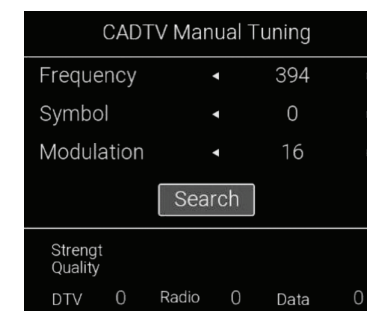 CADTV Manual Tuning
Frequency ◂ 394
Symbol ◂ 0
Modulation ◂ 16
Search
Strengt
Quality
DTV 0 Radio 0 Data 0